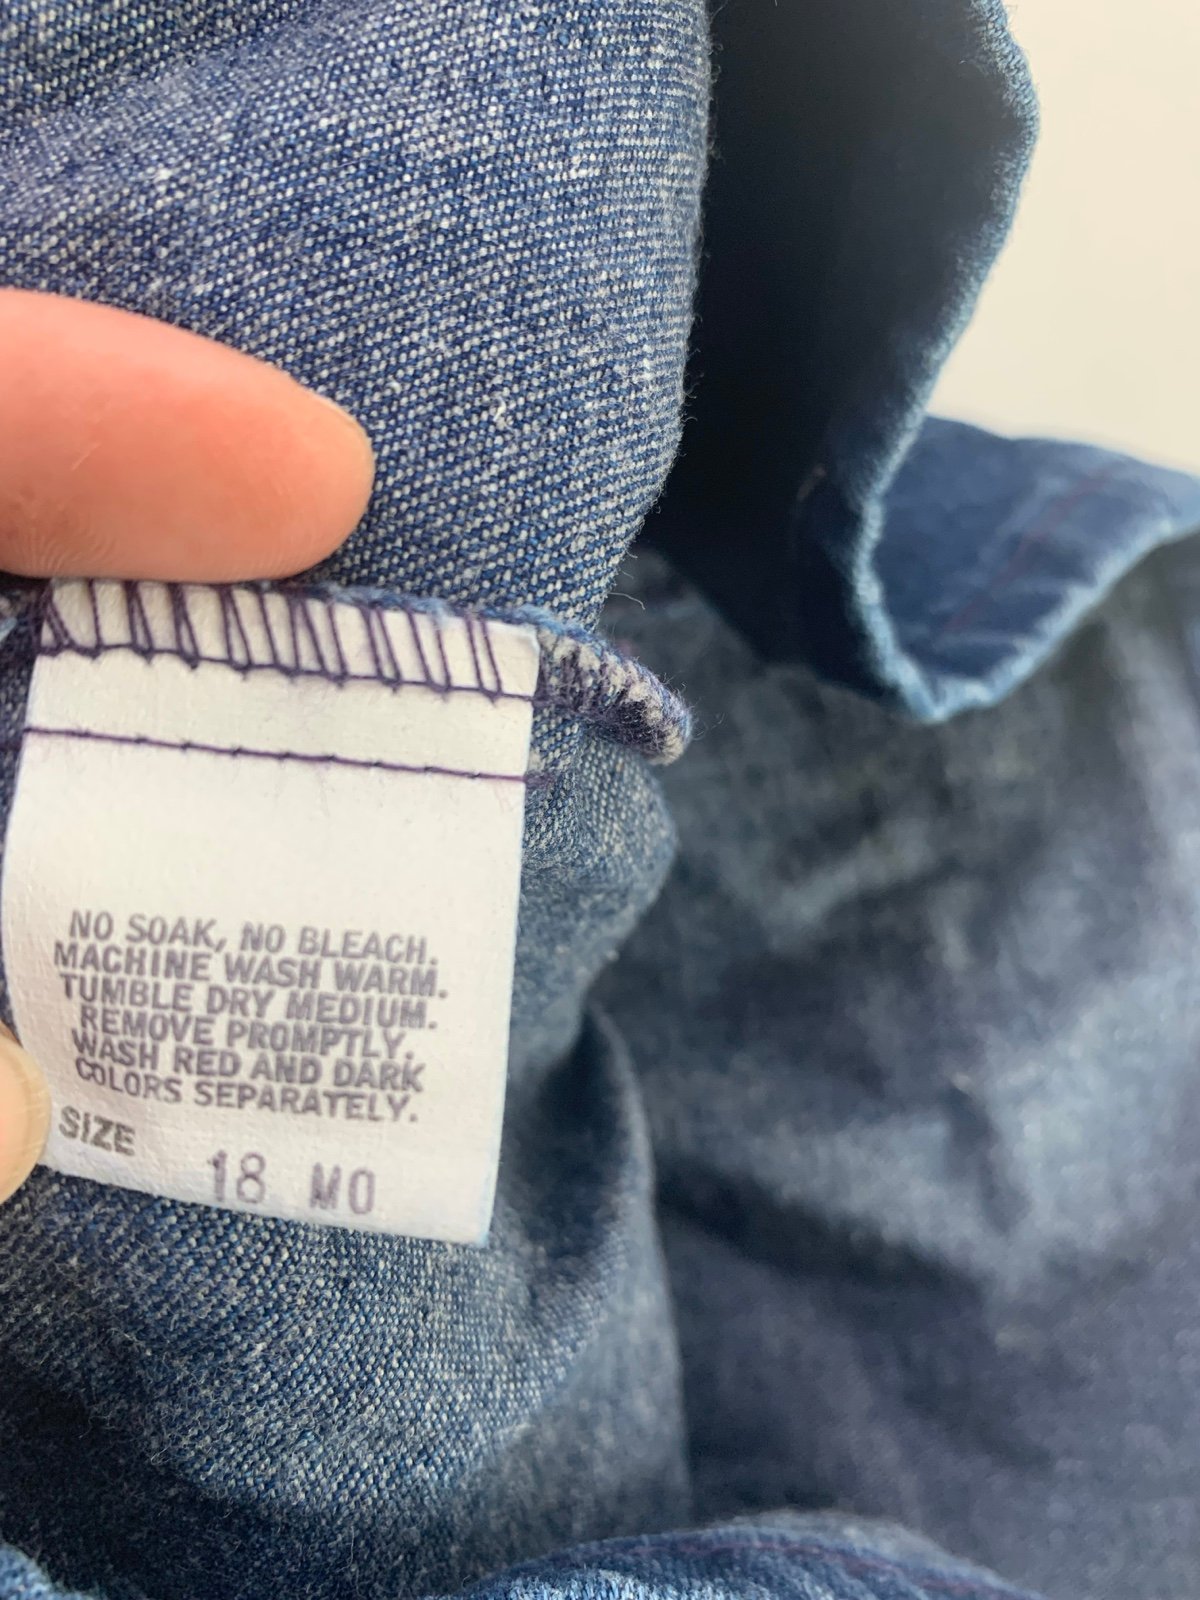 NO SOAK, NO BLEACH.
MACHINE WASH WARM.
TUMBLE DRY MEDIUM.
REMOVE PROMPTLY.
WASH RED AND DARK
COLORS SEPARATELY.
SIZE
18 MO